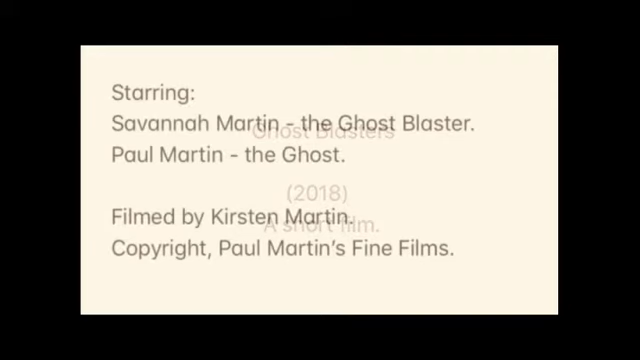 Starring:
Savannah Martin - the Ghost Blaster.
Ghost Blasters
Paul Martin - the Ghost.
(2018)
Filmed by Kirsten Martin.
A short film.
Copyright, Paul Martin's Fine Films.